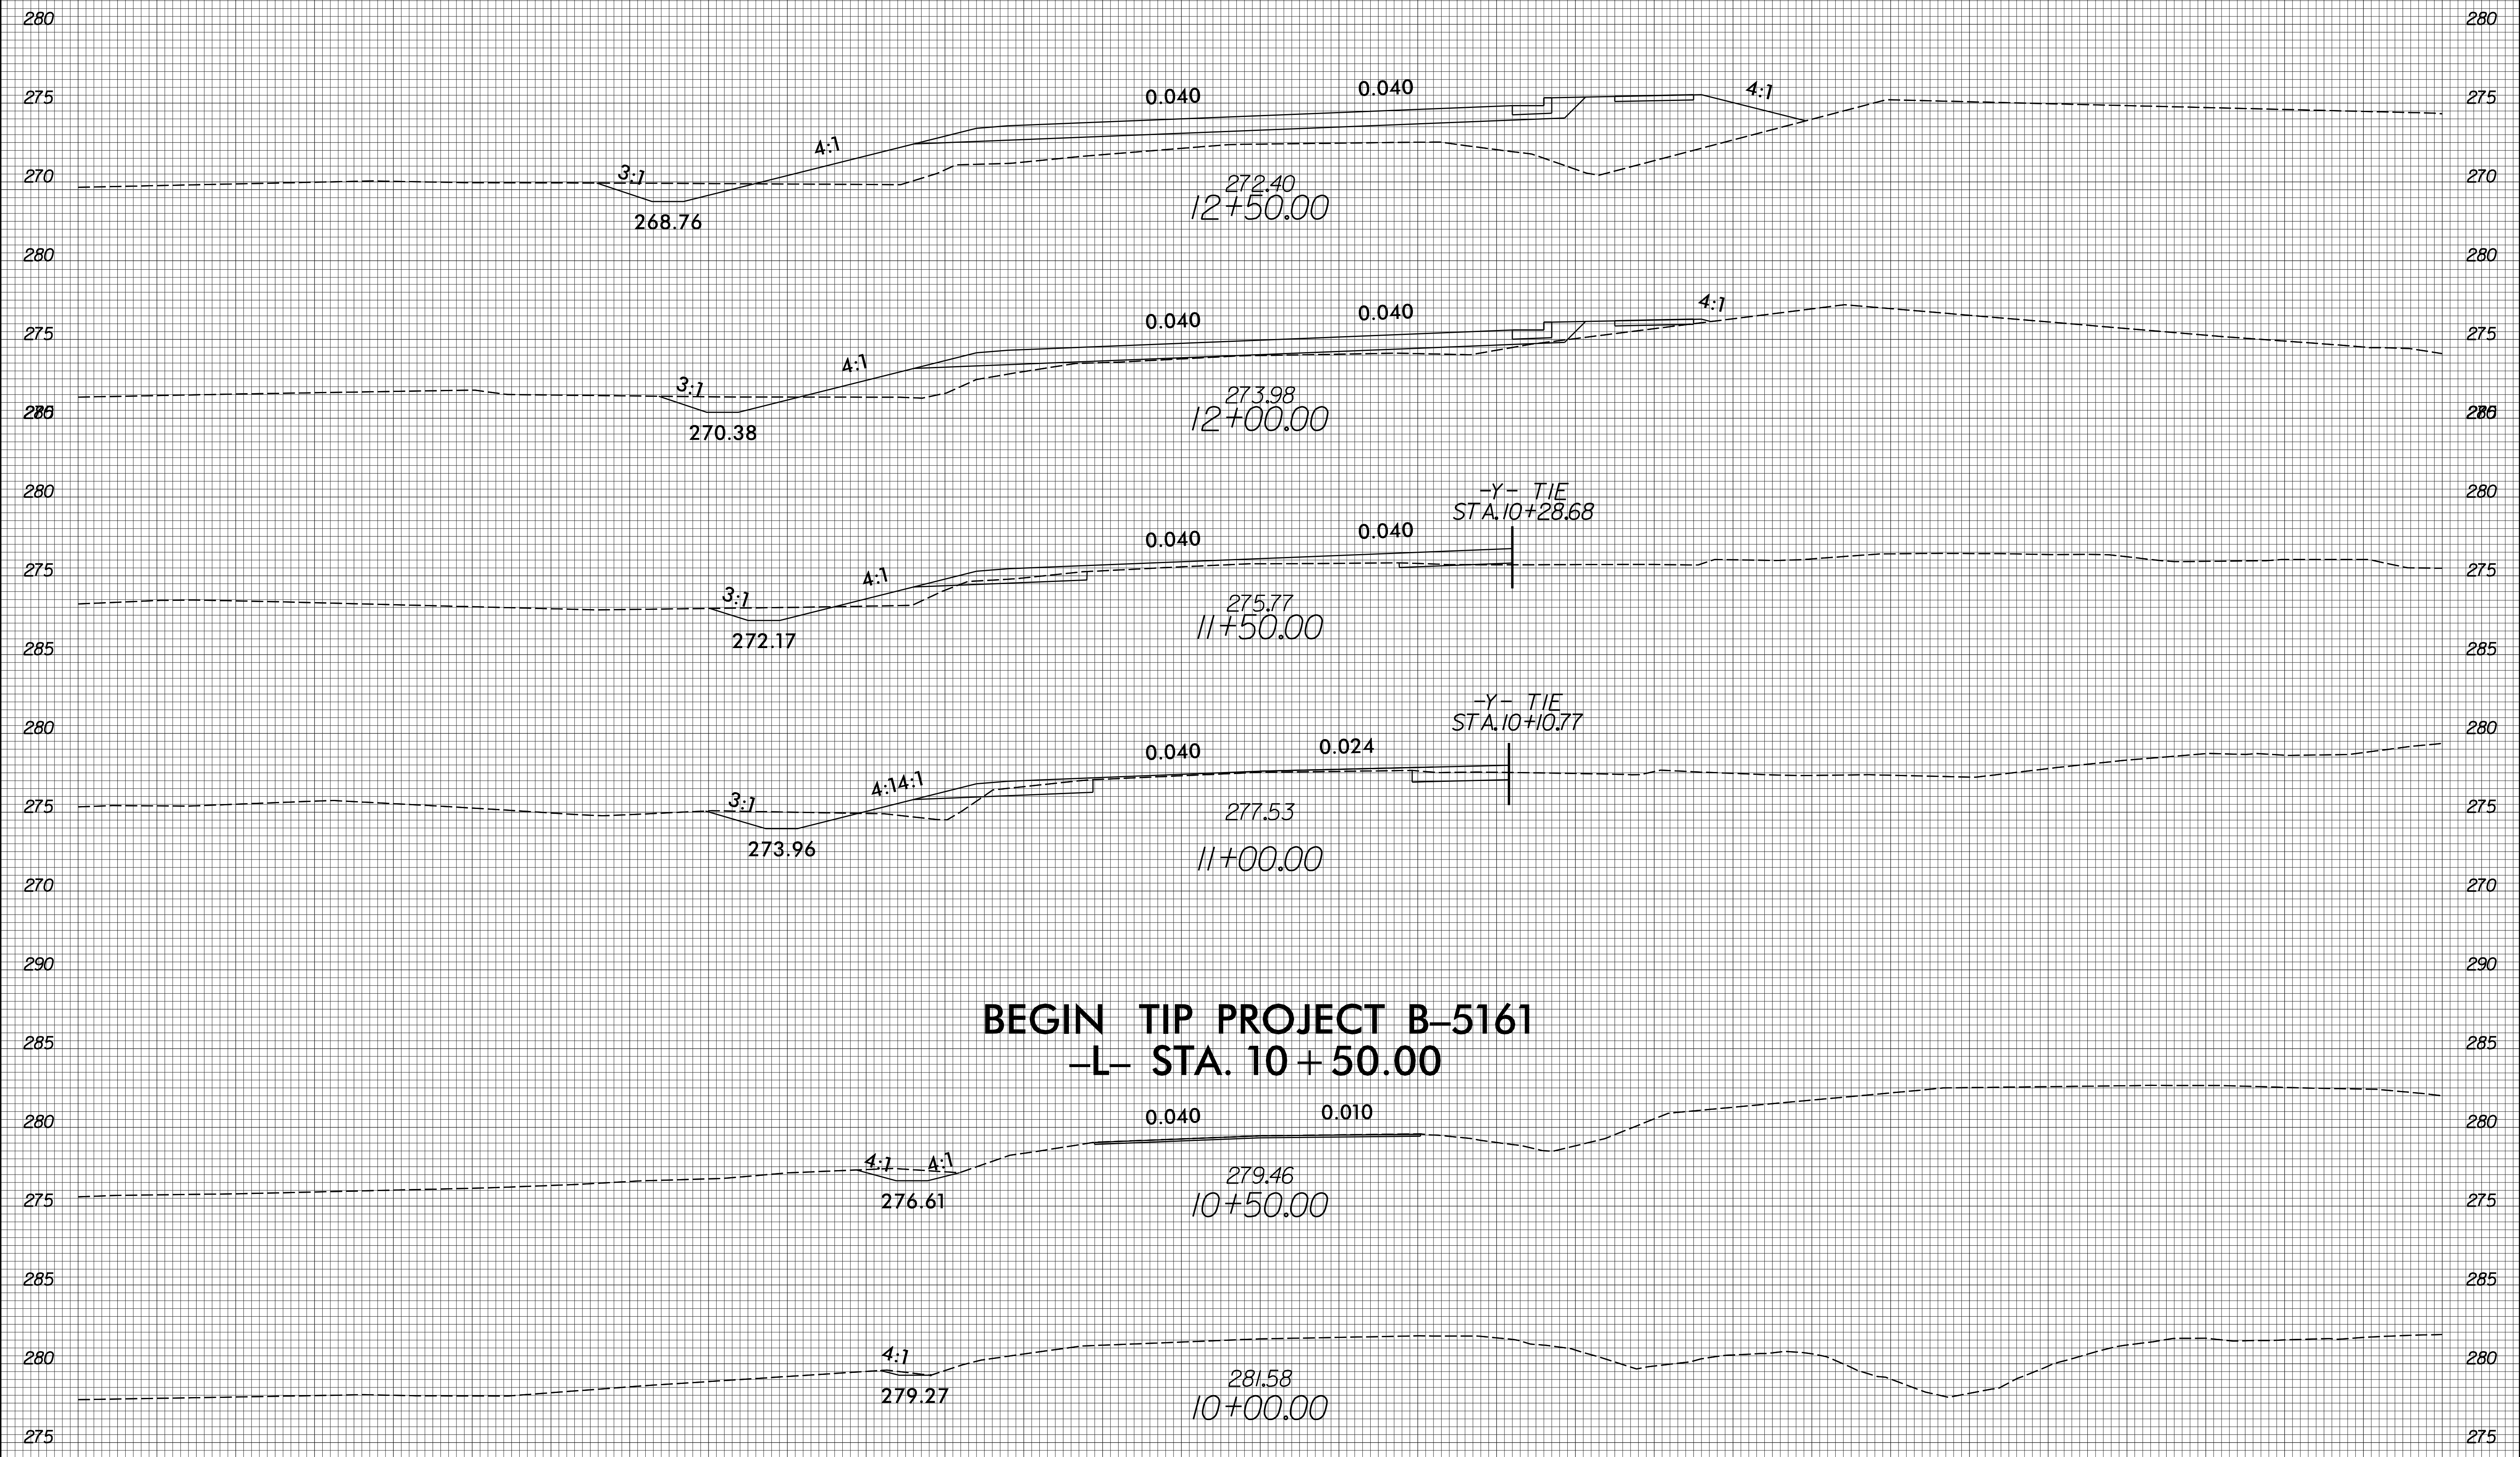 280 280
275 0.040 0.040 4:1 275
4:1
270 3:1 270
272.40
12+50.00
268.76
280 280
275 0.040 0.040 4:1 275
4:1
3:1
273.98
12+00.00
270.38
280 -Y- TIE 280
STA.10+28.68
0.040 0.040
275 4:1 275
3:1
275.77
11+50.00
272.17
285 285
-Y- TIE
280 STA.10+10.77 280
0.040 0.024
4:1 4:1
275 3:1 275
277.53
273.96
11+00.00
270 270
290 290
BEGIN TIP PROJECT B–5161
285 285
–L– STA. 10+50.00
280 0.040 0.010 280
4:1 4:1
279.46
275 276.61 10+50.00 275
285 285
280 4:1 280
281.58
279.27
10+00.00
275 275